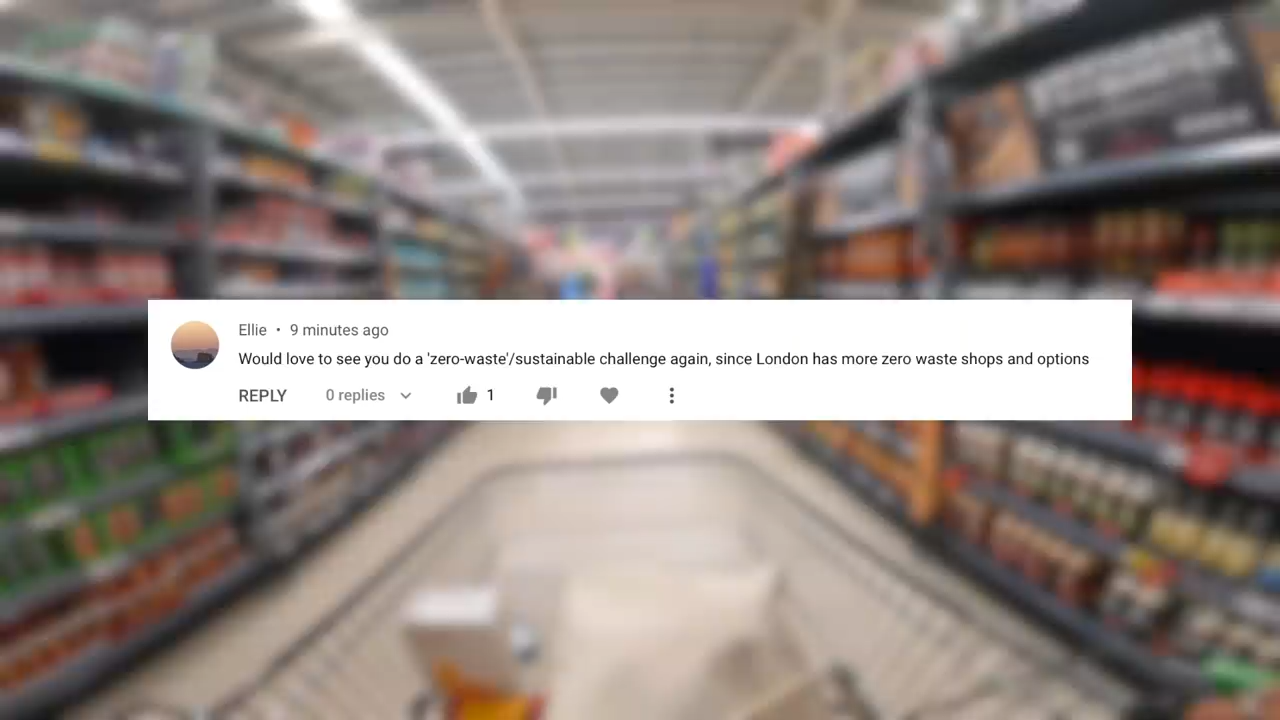 Ellie • 9 minutes ago
Would love to see you do a 'zero-waste'/sustainable challenge again, since London has more zero waste shops and options
REPLY 0 replies 1